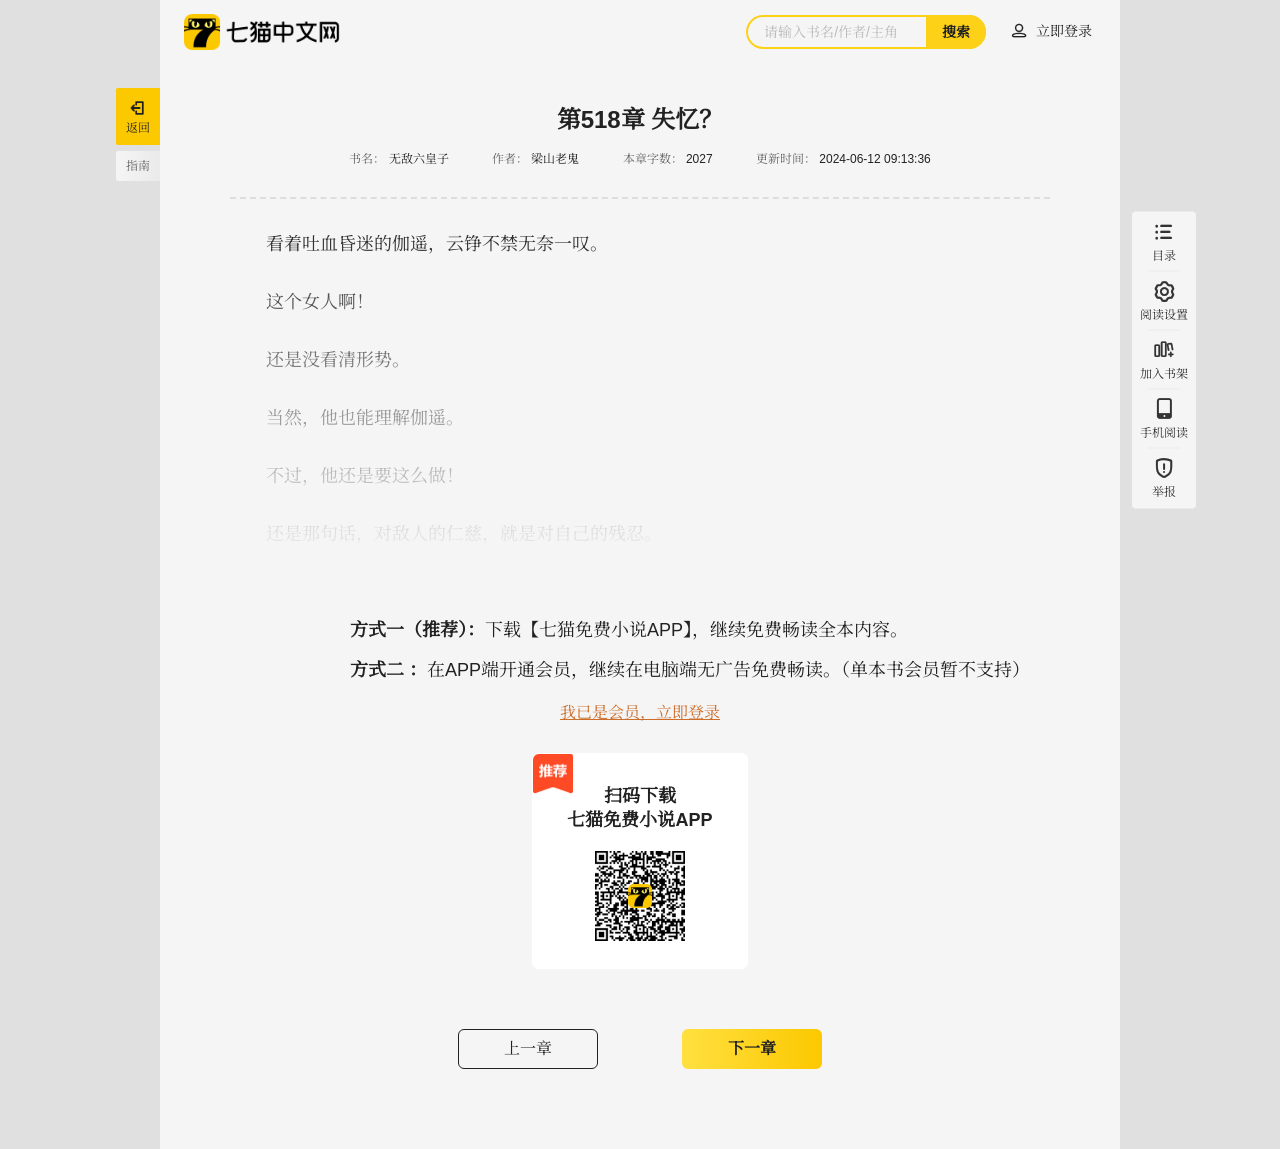 七猫中文网
请输入书名/作者/主角
搜索
立即登录
返回
指南
第518章 失忆？
书名： 无敌六皇子 作者： 梁山老鬼 本章字数： 2027 更新时间： 2024-06-12 09:13:36
看着吐血昏迷的伽遥，云铮不禁无奈一叹。
这个女人啊！
还是没看清形势。
当然，他也能理解伽遥。
不过，他还是要这么做！
还是那句话，对敌人的仁慈，就是对自己的残忍。
目录
阅读设置
加入书架
手机阅读
举报
方式一（推荐）：下载【七猫免费小说APP】，继续免费畅读全本内容。
方式二 ：在APP端开通会员，继续在电脑端无广告免费畅读。（单本书会员暂不支持）
我已是会员，立即登录
推荐
扫码下载
七猫免费小说APP
上一章
下一章